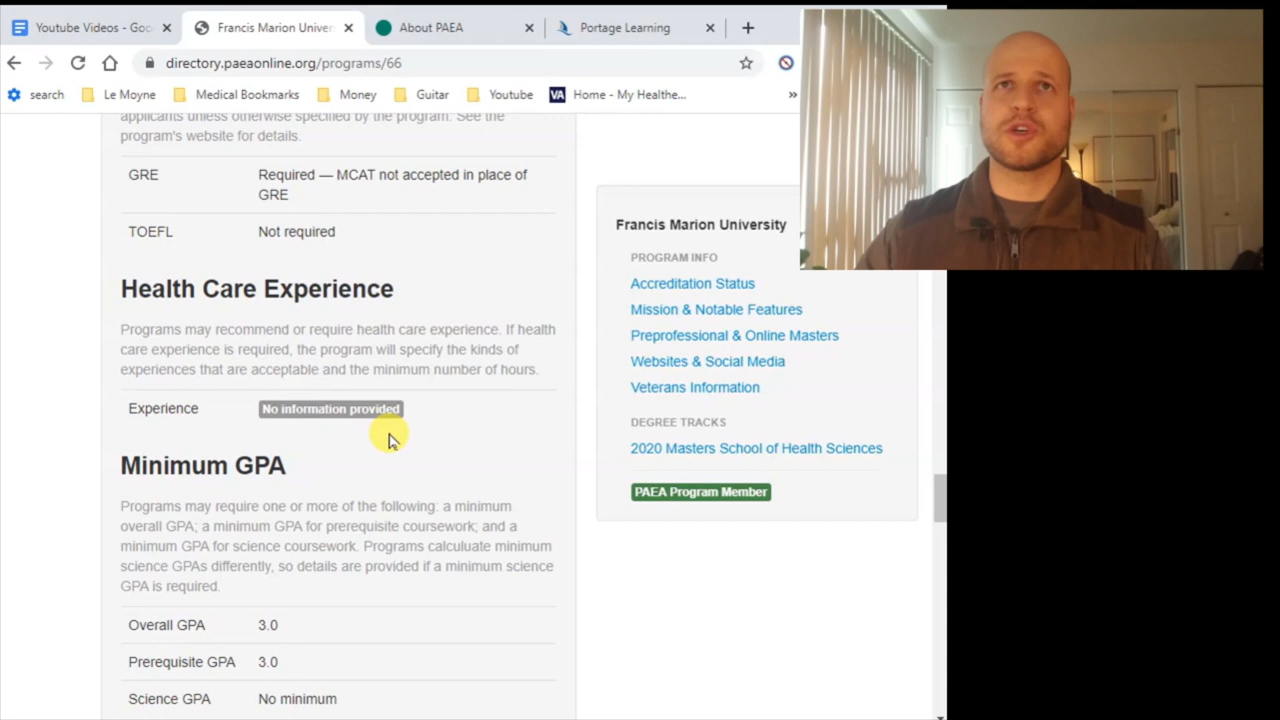 Youtube Videos - Goo
Francis Marion Univer
About PAEA
Portage Learning
directory.paeaonline.org/programs/66
search
Le Moyne
Medical Bookmarks
Money
Guitar
Youtube
VA
Home - My Healthe...
applicants unless otherwise specified by the program. See the
program's website for details.
GRE
Required — MCAT not accepted in place of
GRE
TOEFL
Not required
Health Care Experience
Programs may recommend or require health care experience. If health
care experience is required, the program will specify the kinds of
experiences that are acceptable and the minimum number of hours.
Experience
No information provided
Minimum GPA
Programs may require one or more of the following: a minimum
overall GPA; a minimum GPA for prerequisite coursework; and a
minimum GPA for science coursework. Programs calculuate minimum
science GPAs differently, so details are provided if a minimum science
GPA is required.
Overall GPA
3.0
Prerequisite GPA
3.0
Science GPA
No minimum
Francis Marion University
PROGRAM INFO
Accreditation Status
Mission & Notable Features
Preprofessional & Online Masters
Websites & Social Media
Veterans Information
DEGREE TRACKS
2020 Masters School of Health Sciences
PAEA Program Member